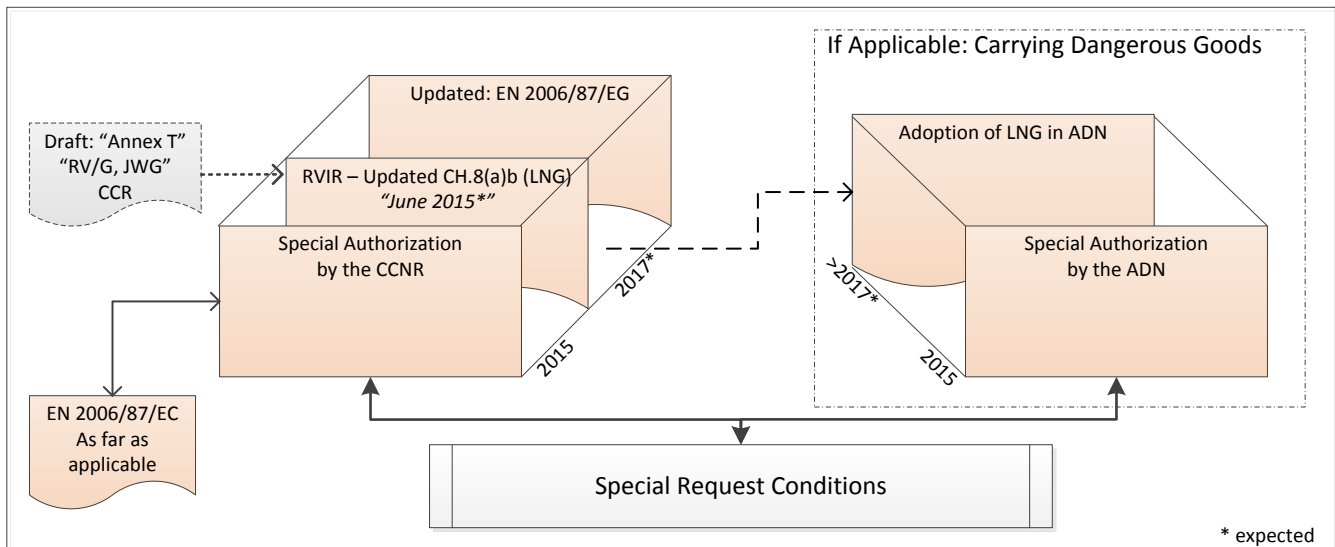 If Applicable: Carrying Dangerous Goods
Updated: EN 2006/87/EG
Draft: “Annex T”
“RV/G, JWG”
CCR
RVIR – Updated CH.8(a)b (LNG)
“June 2015*”
Special Authorization
by the CCNR
2017*
2015
Adoption of LNG in ADN
Special Authorization
by the ADN
>2017*
2015
EN 2006/87/EC
As far as
applicable
Special Request Conditions
* expected